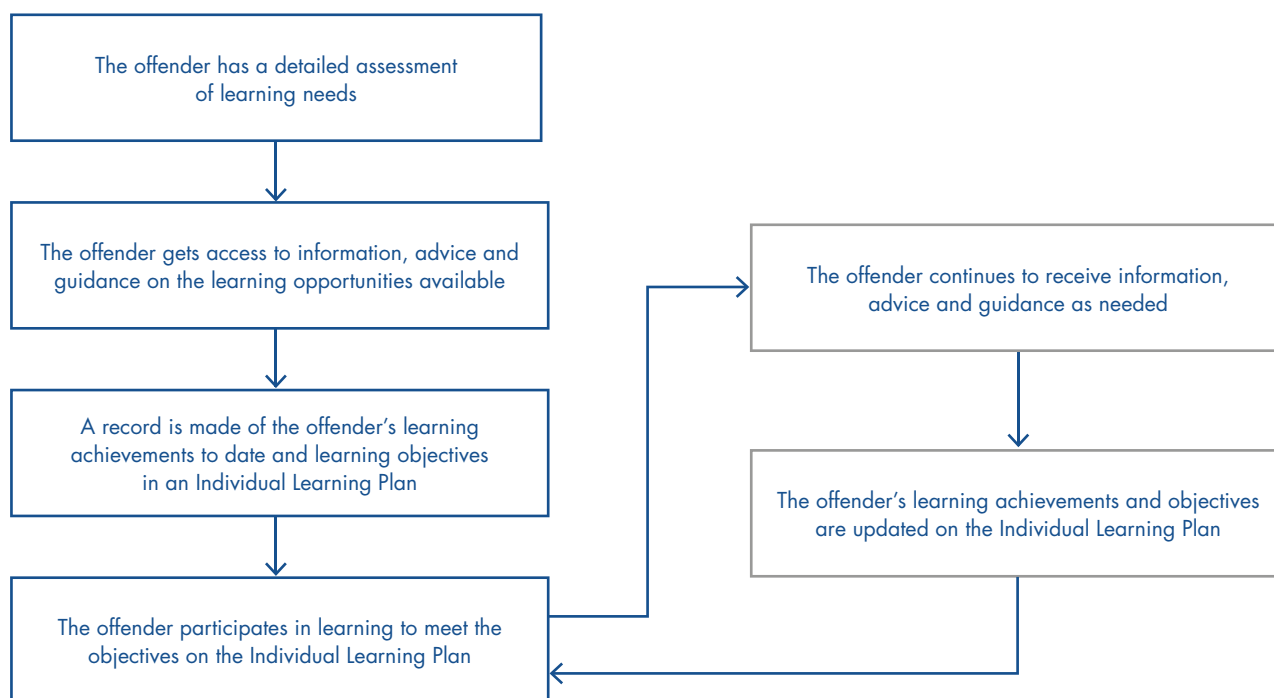 The offender has a detailed assessment
of learning needs
The offender gets access to information, advice and
guidance on the learning opportunities available
A record is made of the offender’s learning
achievements to date and learning objectives
in an Individual Learning Plan
The offender participates in learning to meet the
objectives on the Individual Learning Plan
The offender continues to receive information,
advice and guidance as needed
The offender’s learning achievements and objectives
are updated on the Individual Learning Plan